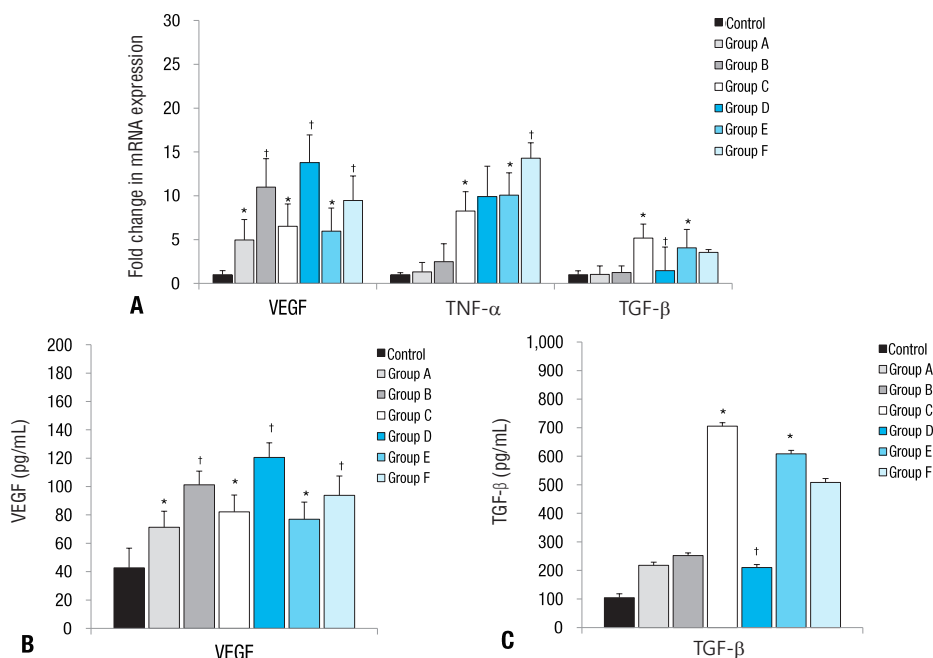 Fold change in mRNA expression
30
25
20
15
10
5
0
* † * † * †
* * †
* † *
VEGF
TNF-α
TGF-β
Control
Group A
Group B
Group C
Group D
Group E
Group F
A
VEGF (pg/mL)
200
180
160
140
120
100
80
60
40
20
0
* † * † * †
VEGF
Control
Group A
Group B
Group C
Group D
Group E
Group F
B
TGF-β (pg/mL)
1,000
900
800
700
600
500
400
300
200
100
0
* † *
TGF-β
Control
Group A
Group B
Group C
Group D
Group E
Group F
C